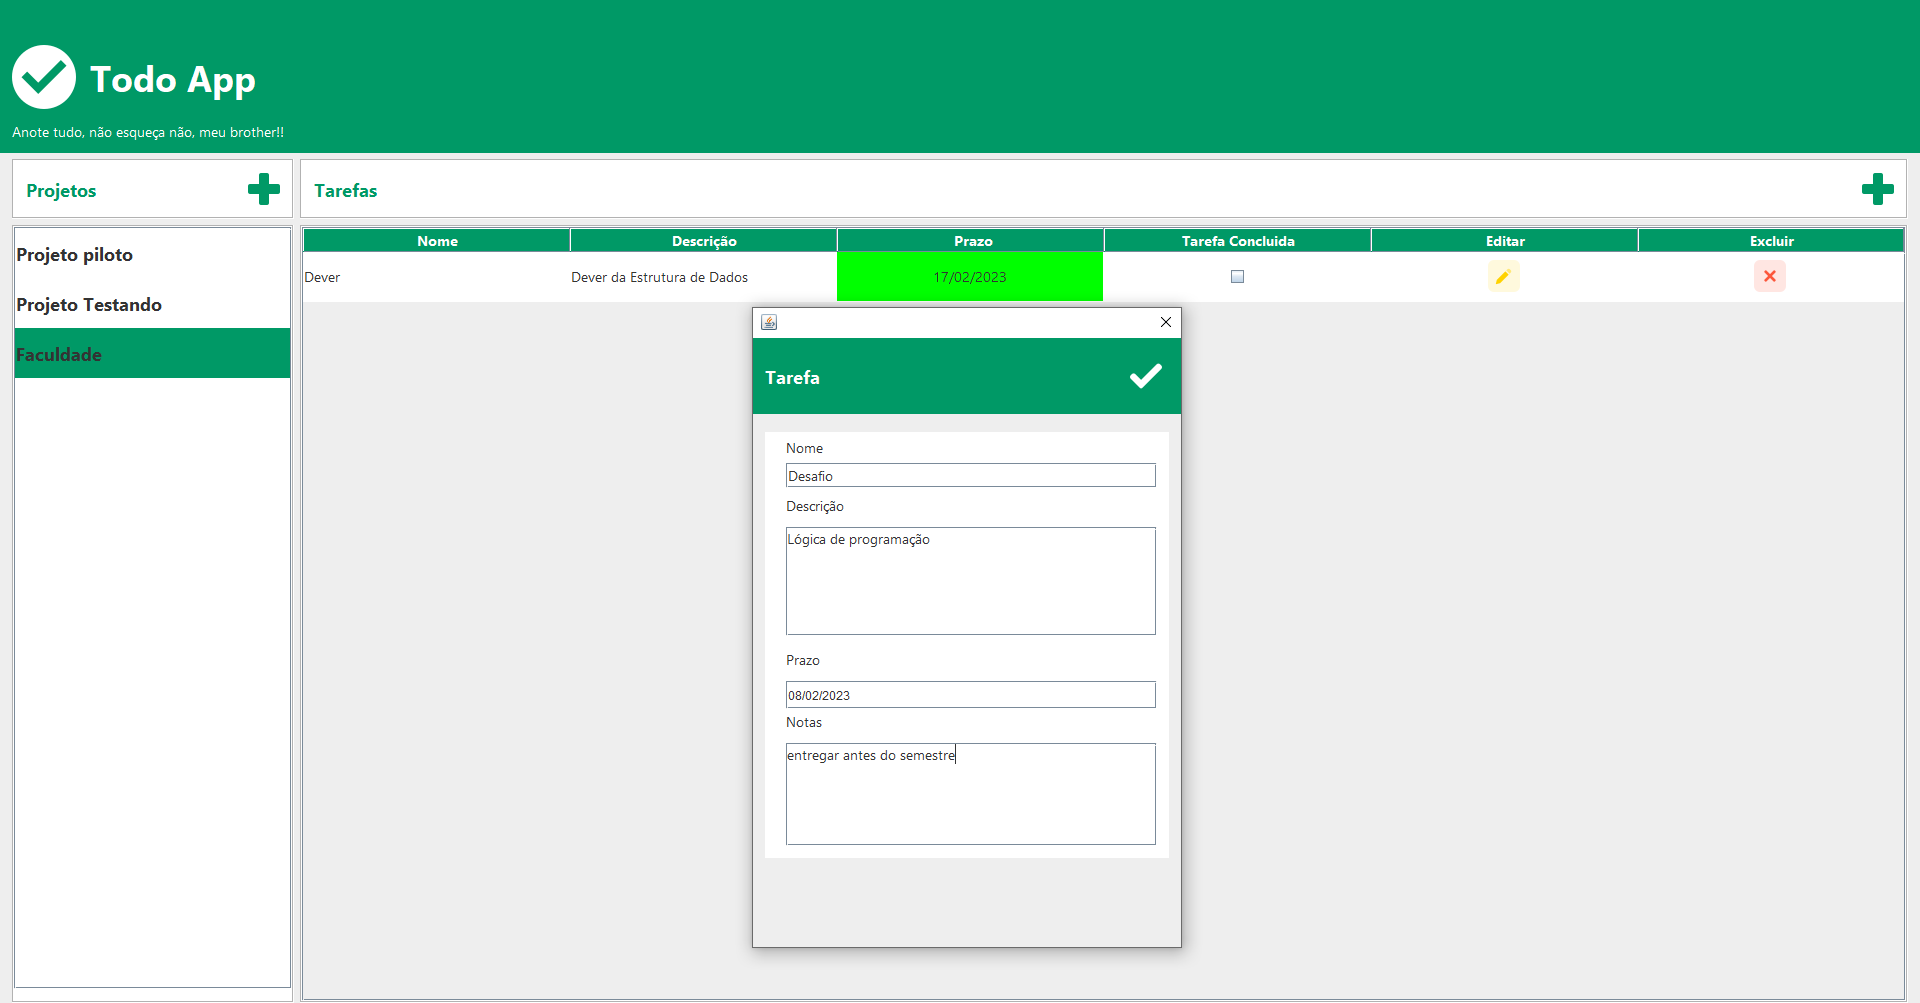 Todo App
Anote tudo, não esqueça não, meu brother!!
Projetos
Tarefas
Projeto piloto
Projeto Testando
Faculdade
Nome Descrição Prazo Tarefa Concluida Editar Excluir
Dever Dever da Estrutura de Dados 17/02/2023
Tarefa
Nome
Desafio
Descrição
Lógica de programação
Prazo
08/02/2023
Notas
entregar antes do semestre